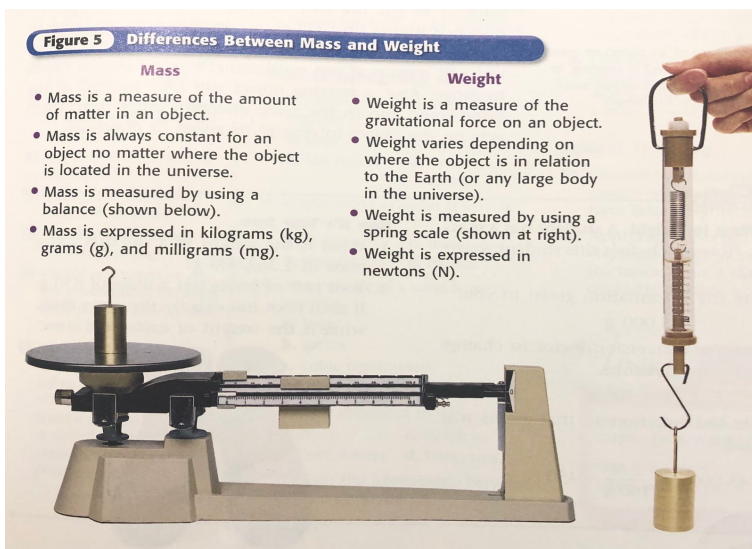 Figure 5 Differences Between Mass and Weight
Mass
• Mass is a measure of the amount
of matter in an object.
• Mass is always constant for an
object no matter where the object
is located in the universe.
• Mass is measured by using a
balance (shown below).
• Mass is expressed in kilograms (kg),
grams (g), and milligrams (mg).
Weight
• Weight is a measure of the
gravitational force on an object.
• Weight varies depending on
where the object is in relation
to the Earth (or any large body
in the universe).
• Weight is measured by using a
spring scale (shown at right).
• Weight is expressed in
newtons (N).